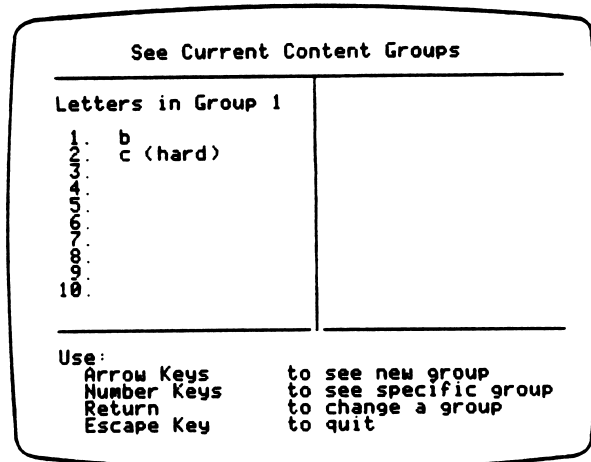 See Current Content Groups
Letters in Group 1
1. b
2. c (hard)
3.
4.
5.
6.
7.
8.
9.
10.
Use:
Arrow Keys to see new group
Number Keys to see specific group
Return to change a group
Escape Key to quit